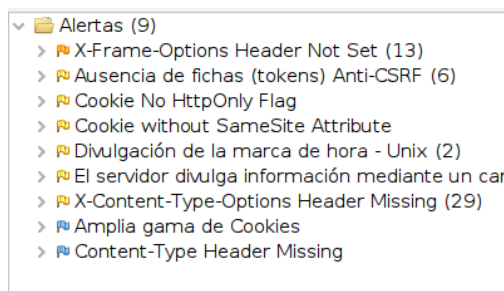 Alertas (9)
X-Frame-Options Header Not Set (13)
Ausencia de fichas (tokens) Anti-CSRF (6)
Cookie No HttpOnly Flag
Cookie without SameSite Attribute
Divulgación de la marca de hora - Unix (2)
El servidor divulga información mediante un
X-Content-Type-Options Header Missing (29)
Amplia gama de Cookies
Content-Type Header Missing